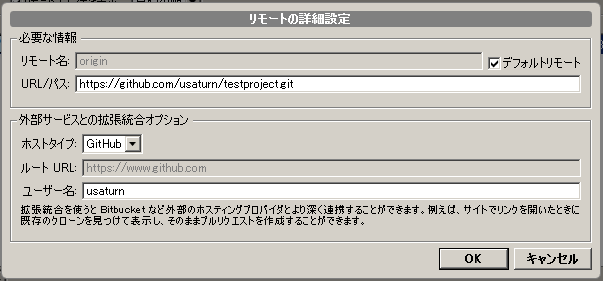 リモートの詳細設定
必要な情報
リモート名: origin デフォルトリモート
URL/パス: https://github.com/usaturn/testproject.git
外部サービスとの拡張統合オプション
ホストタイプ: GitHub
ルート URL: https://www.github.com
ユーザー名: usaturn
拡張統合を使うと Bitbucket など外部のホスティングプロバイダとより深く連携することができます。例えば、サイトでリンクを開いたときに
既存のクローンを見つけて表示し、そのままプルリクエストを作成することができます。
OK キャンセル